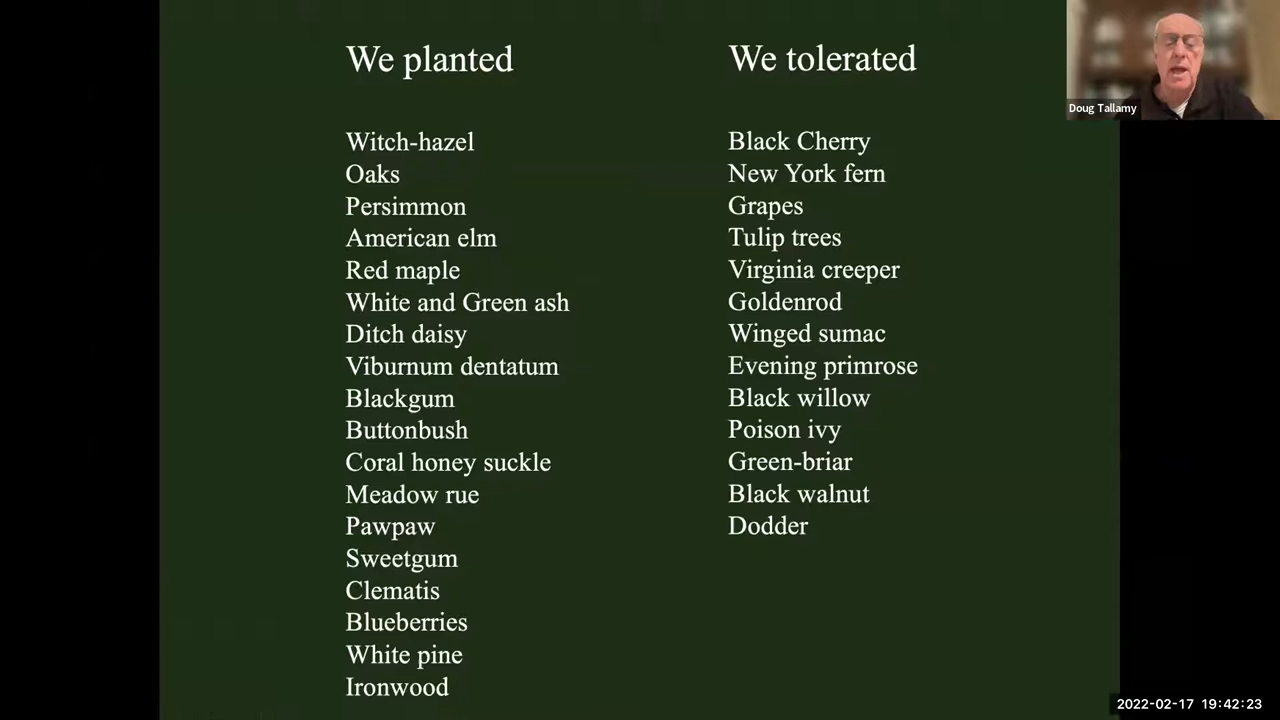 We planted
Witch-hazel
Oaks
Persimmon
American elm
Red maple
White and Green ash
Ditch daisy
Viburnum dentatum
Blackgum
Buttonbush
Coral honey suckle
Meadow rue
Pawpaw
Sweetgum
Clematis
Blueberries
White pine
Ironwood
We tolerated
Black Cherry
New York fern
Grapes
Tulip trees
Virginia creeper
Goldenrod
Winged sumac
Evening primrose
Black willow
Poison ivy
Green-briar
Black walnut
Dodder
Doug Tallamy
2022-02-17 19:42:23